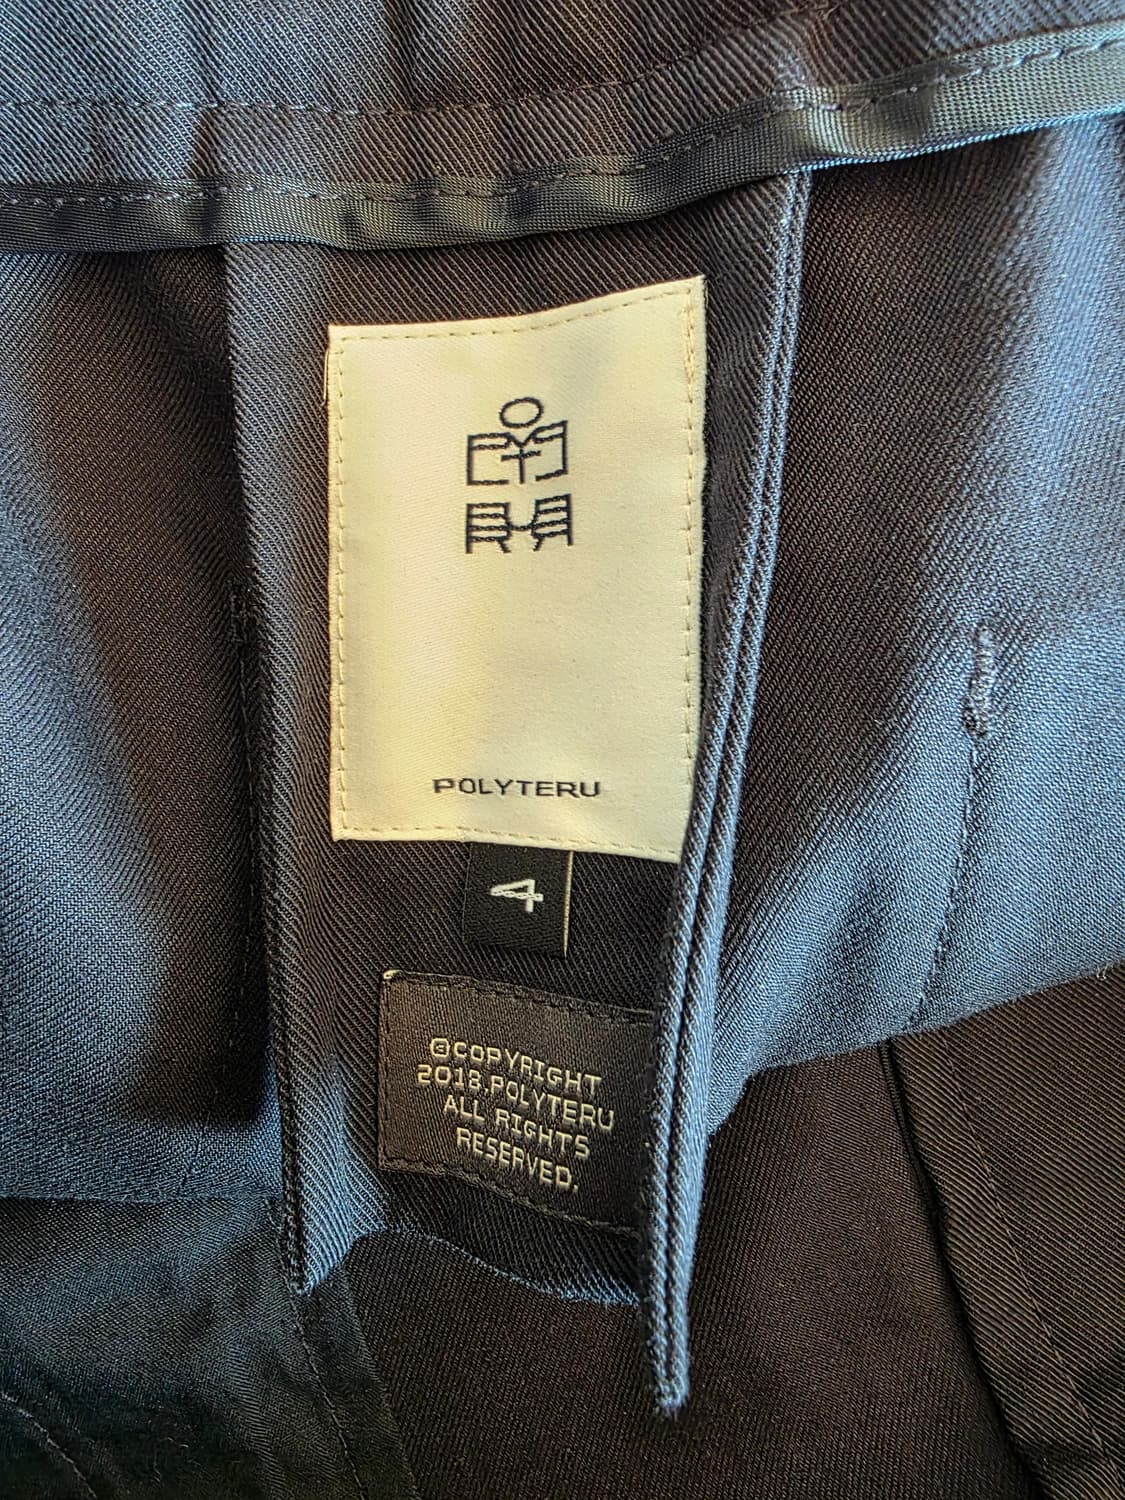 POLYTERU
4
©COPYRIGHT
2018.POLYTERU
ALL RIGHTS
RESERVED.